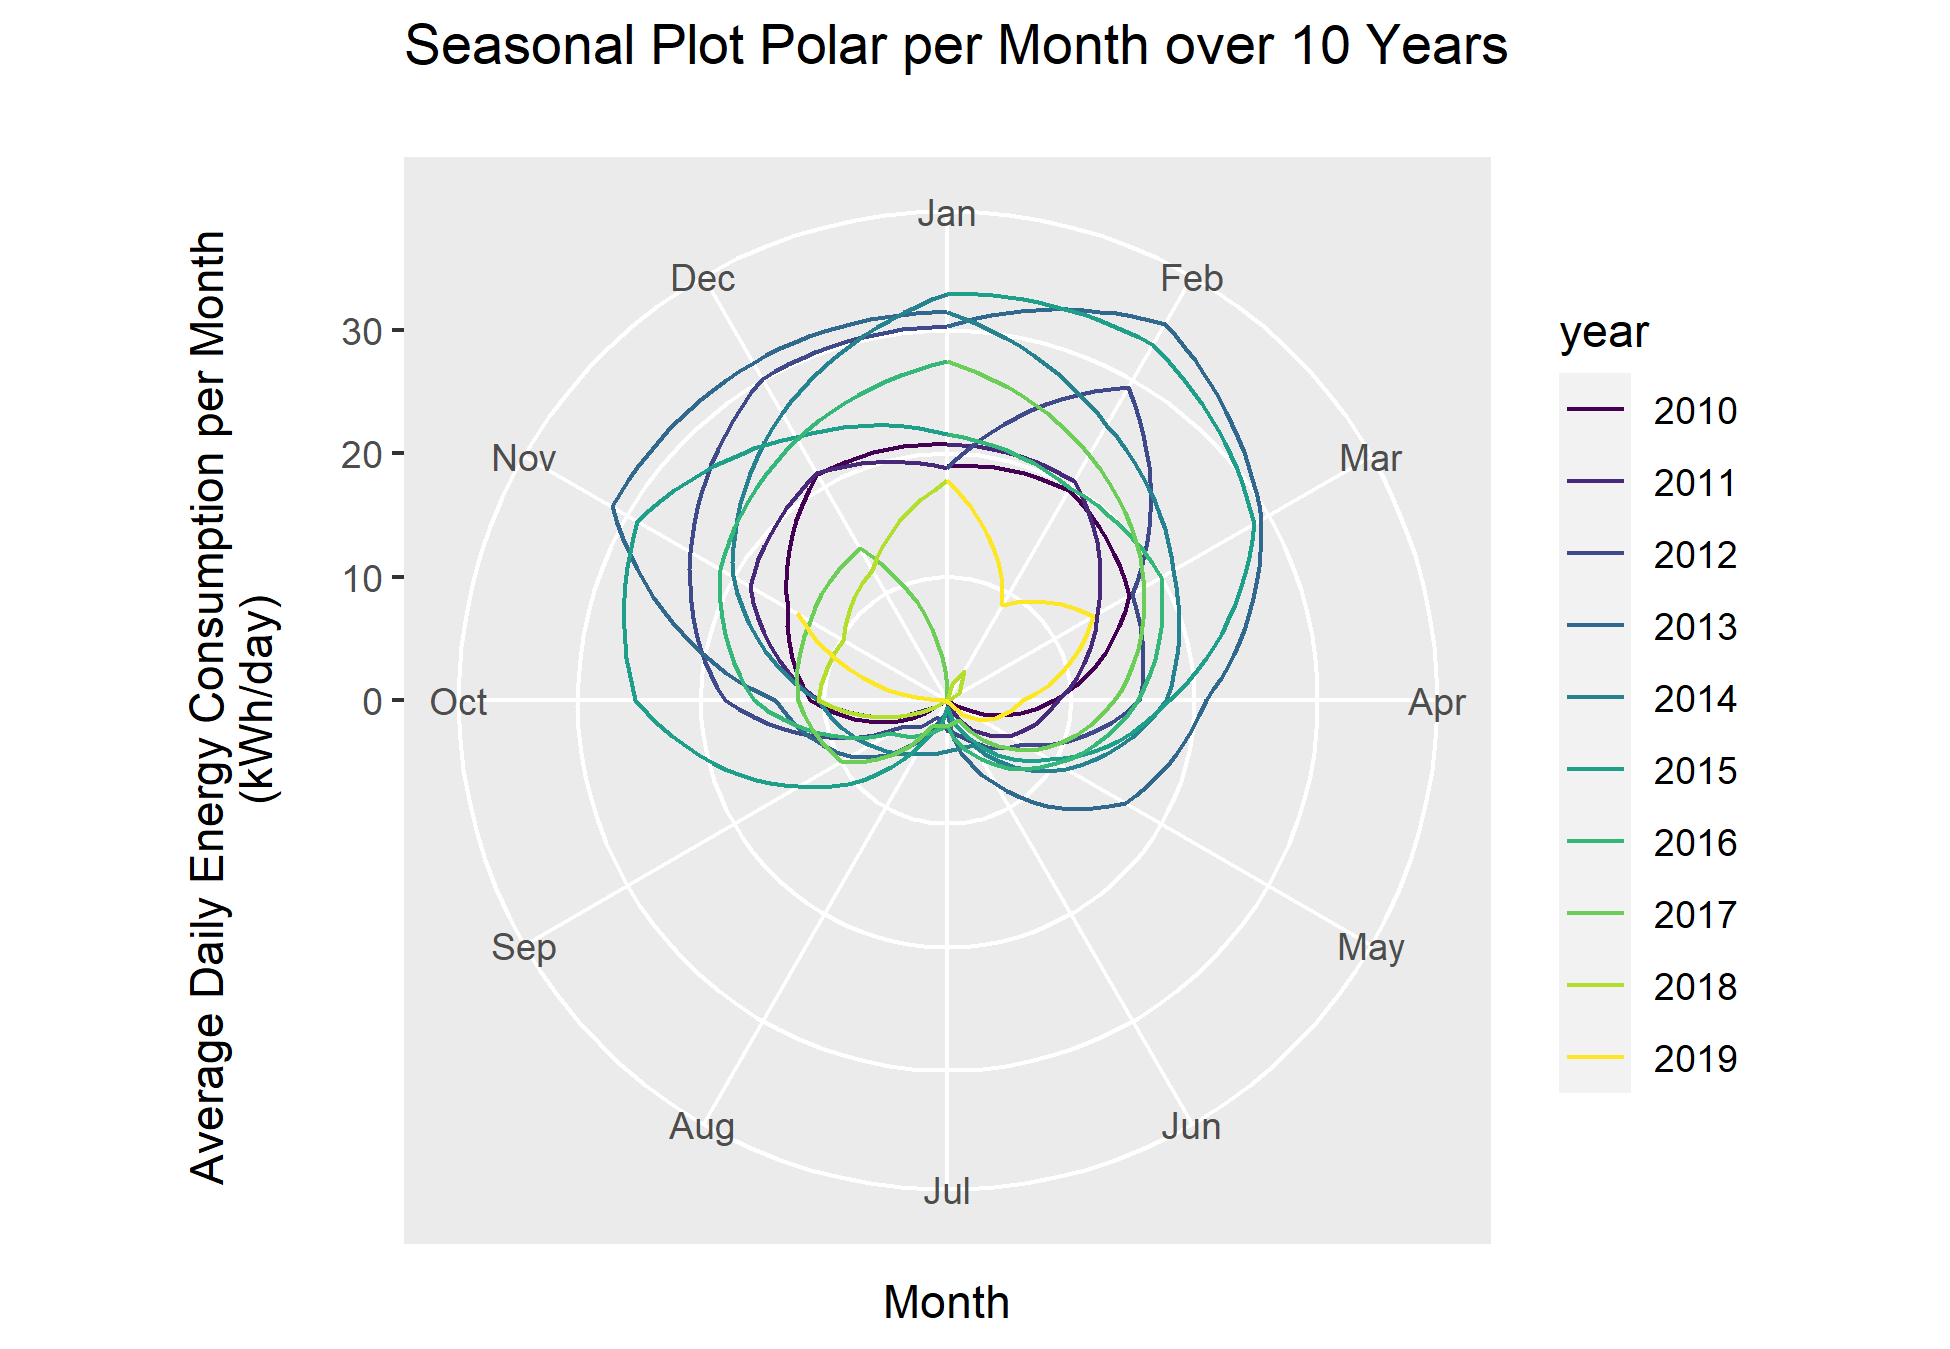 Seasonal Plot Polar per Month over 10 Years
Average Daily Energy Consumption per Month
(kWh/day)
30
20
10
0
Jan
Feb
Mar
Apr
May
Jun
Jul
Aug
Sep
Oct
Nov
Dec
Month
year
2010
2011
2012
2013
2014
2015
2016
2017
2018
2019